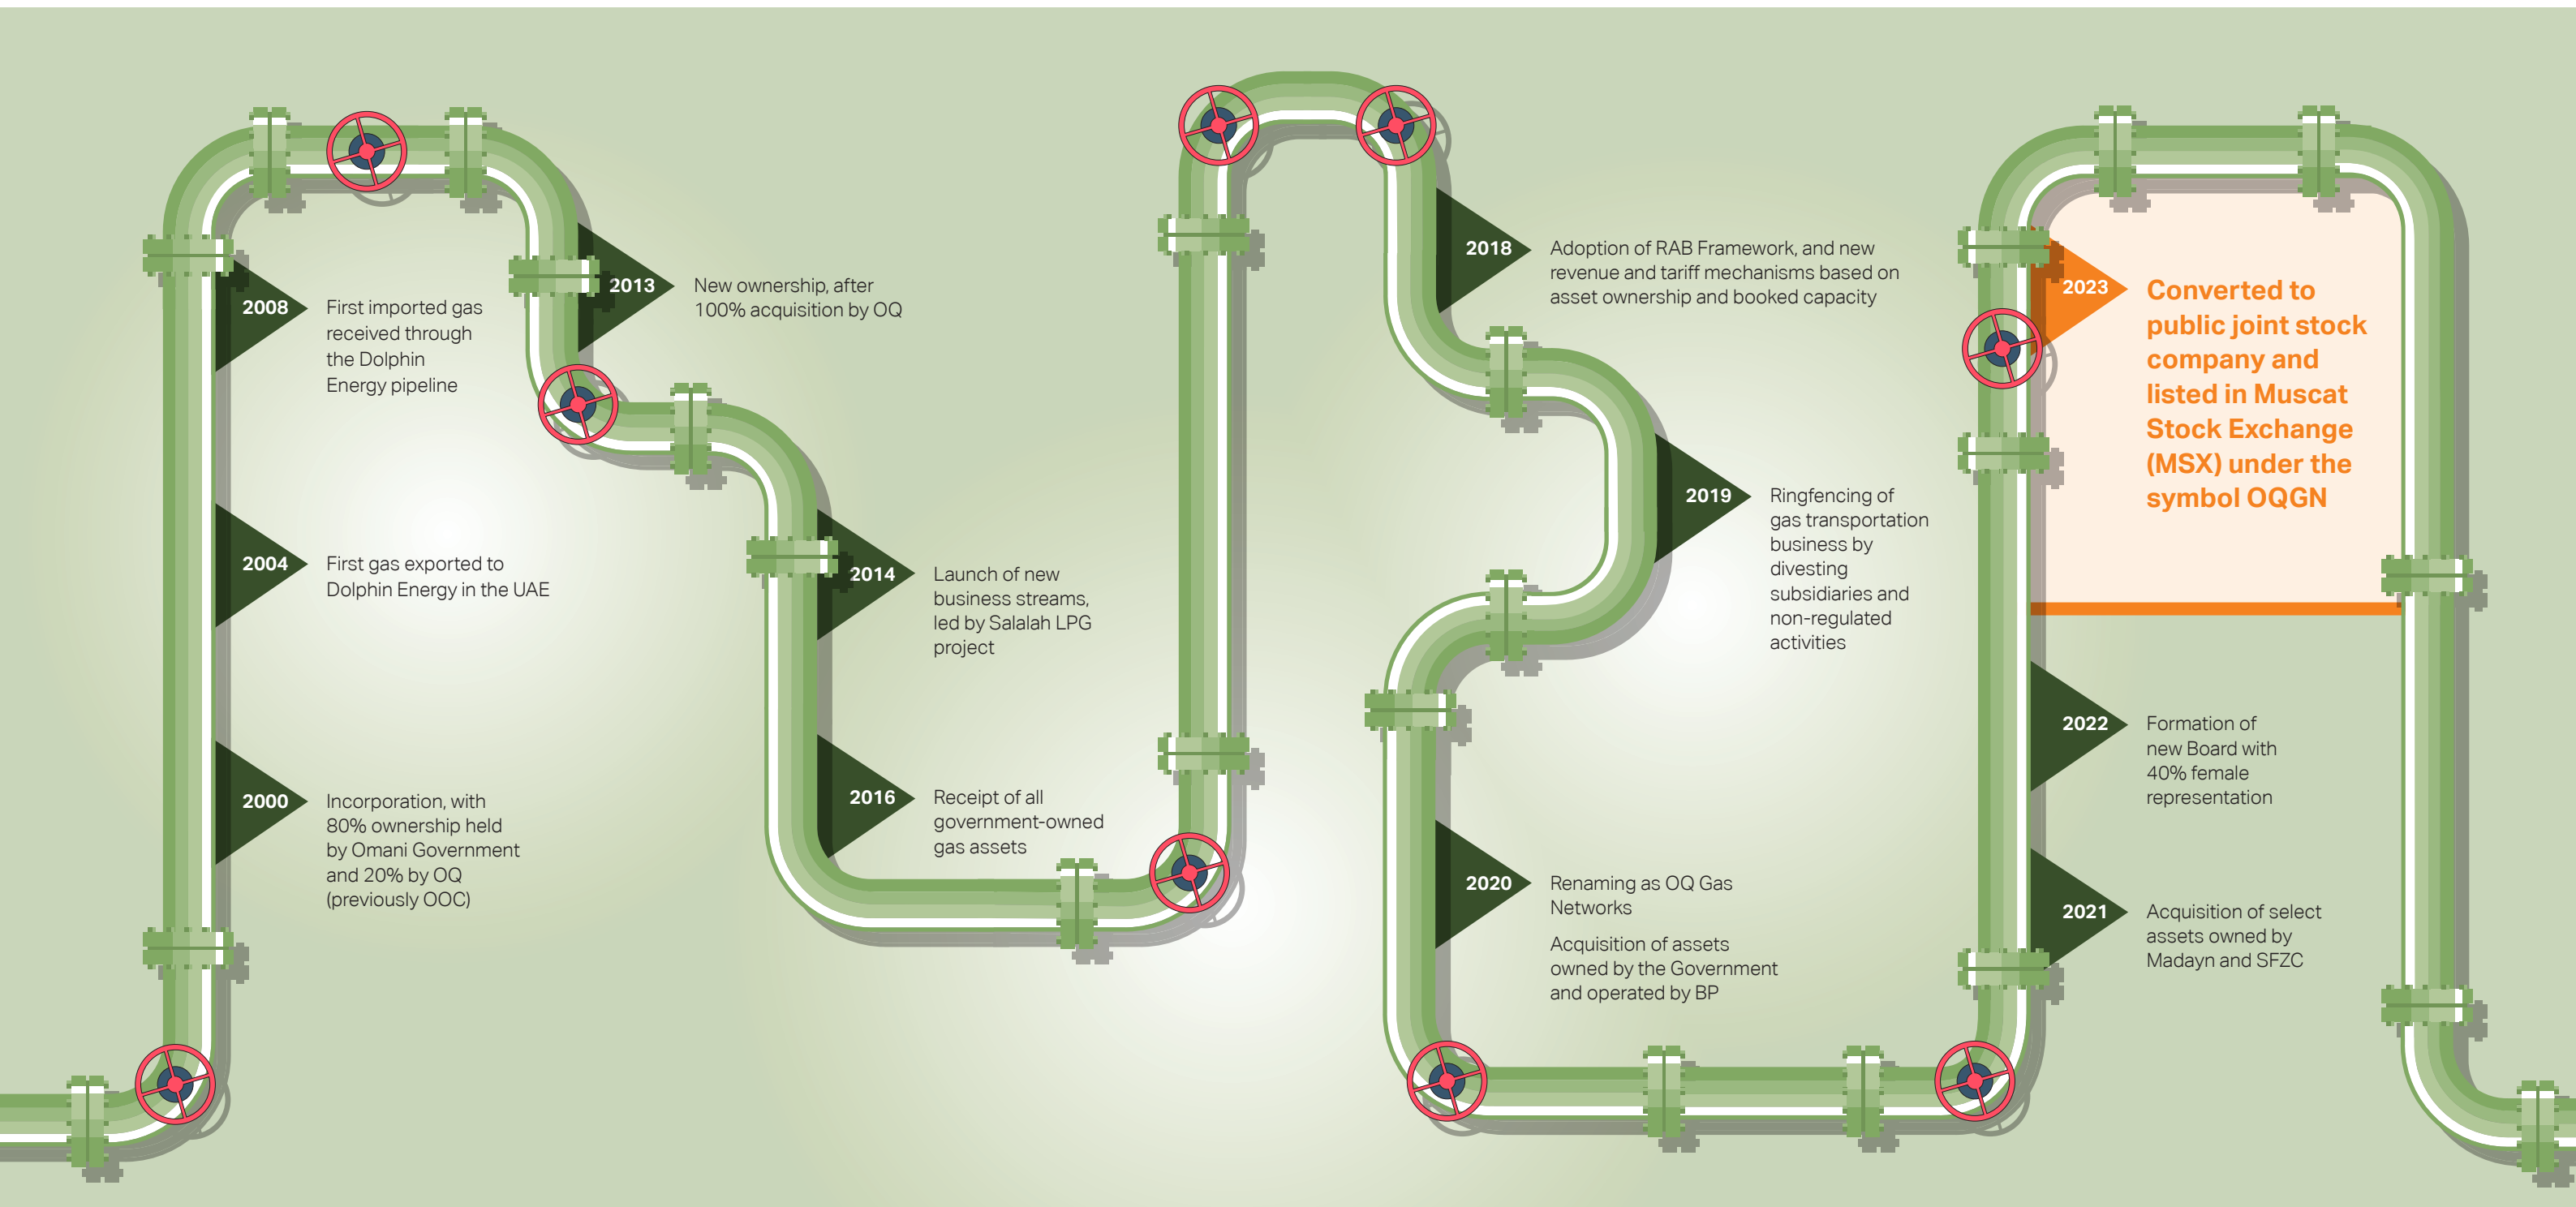 2008
First imported gas
received through
the Dolphin
Energy pipeline
2004
First gas exported to
Dolphin Energy in the UAE
2000
Incorporation, with
80% ownership held
by Omani Government
and 20% by OQ
(previously OOC)
2013
New ownership, after
100% acquisition by OQ
2014
Launch of new
business streams,
led by Salalah LPG
project
2016
Receipt of all
government-owned
gas assets
2018
Adoption of RAB Framework, and new
revenue and tariff mechanisms based on
asset ownership and booked capacity
2019
Ringfencing of
gas transportation
business by
divesting
subsidiaries and
non-regulated
activities
2020
Renaming as OQ Gas
Networks
Acquisition of assets
owned by the Government
and operated by BP
2023
Converted to
public joint stock
company and
listed in Muscat
Stock Exchange
(MSX) under the
symbol OQGN
2022
Formation of
new Board with
40% female
representation
2021
Acquisition of select
assets owned by
Madayn and SFZC